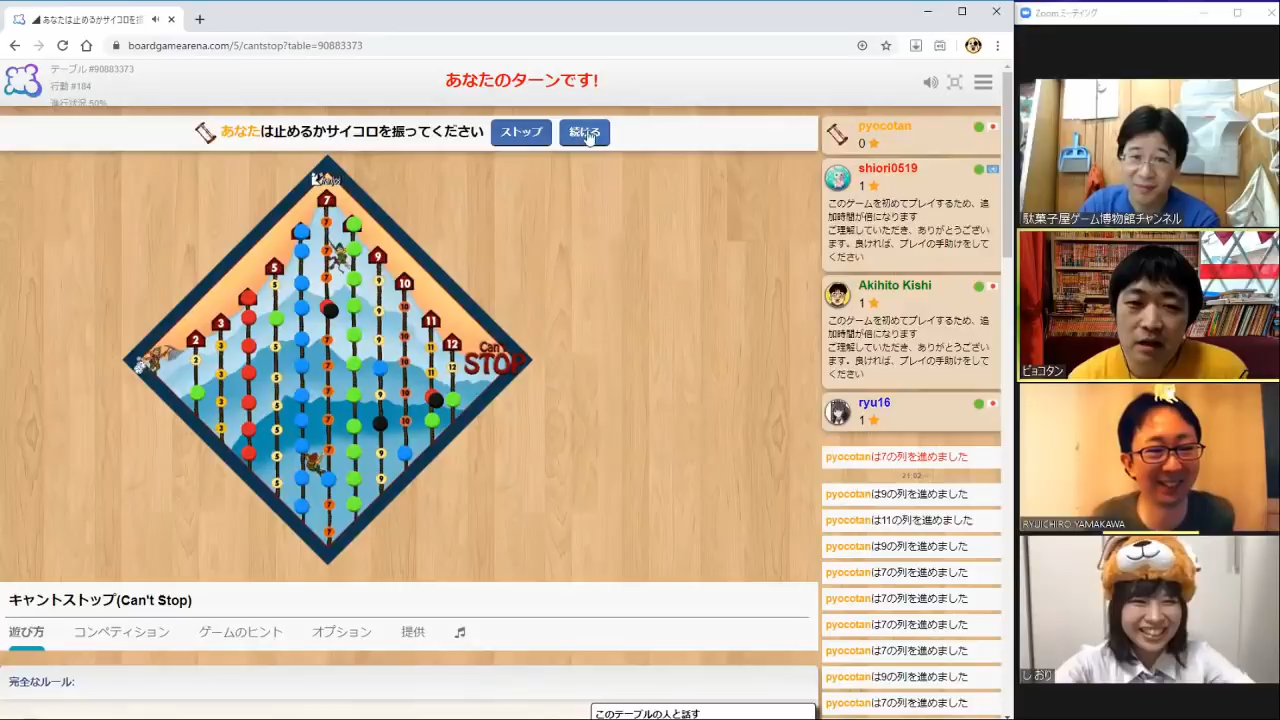 あなたは止めるかサイコロを振
boardgamearena.com/5/cantstop?table=90883373
テーブル #90883373
行動 #184
進行状況 50%
あなたのターンです!
あなたは止めるかサイコロを振ってください
ストップ
続ける
7
9
5
10
3
11
2
12
Can't
STOP
pyocotan
0
shiori0519
1
このゲームを初めてプレイするため、追
加時間が倍になります
ご理解していただき、ありがとうござい
ます。良ければ、プレイの手助けをして
ください
Akihito Kishi
1
このゲームを初めてプレイするため、追
加時間が倍になります
ご理解していただき、ありがとうござい
ます。良ければ、プレイの手助けをして
ください
ryu16
1
pyocotanは7の列を進めました
21:02
pyocotanは9の列を進めました
pyocotanは11の列を進めました
pyocotanは9の列を進めました
pyocotanは7の列を進めました
pyocotanは7の列を進めました
pyocotanは7の列を進めました
pyocotanは7の列を進めました
pyocotanは9の列を進めました
pyocotanは7の列を進めました
キャントストップ(Can't Stop)
遊び方
コンペティション
ゲームのヒント
オプション
提供
完全なルール:
このテーブルの人と話す
Zoomミーティング
駄菓子屋ゲーム博物館チャンネル
ピョコタン
RYUICHIRO YAMAKAWA
しおり